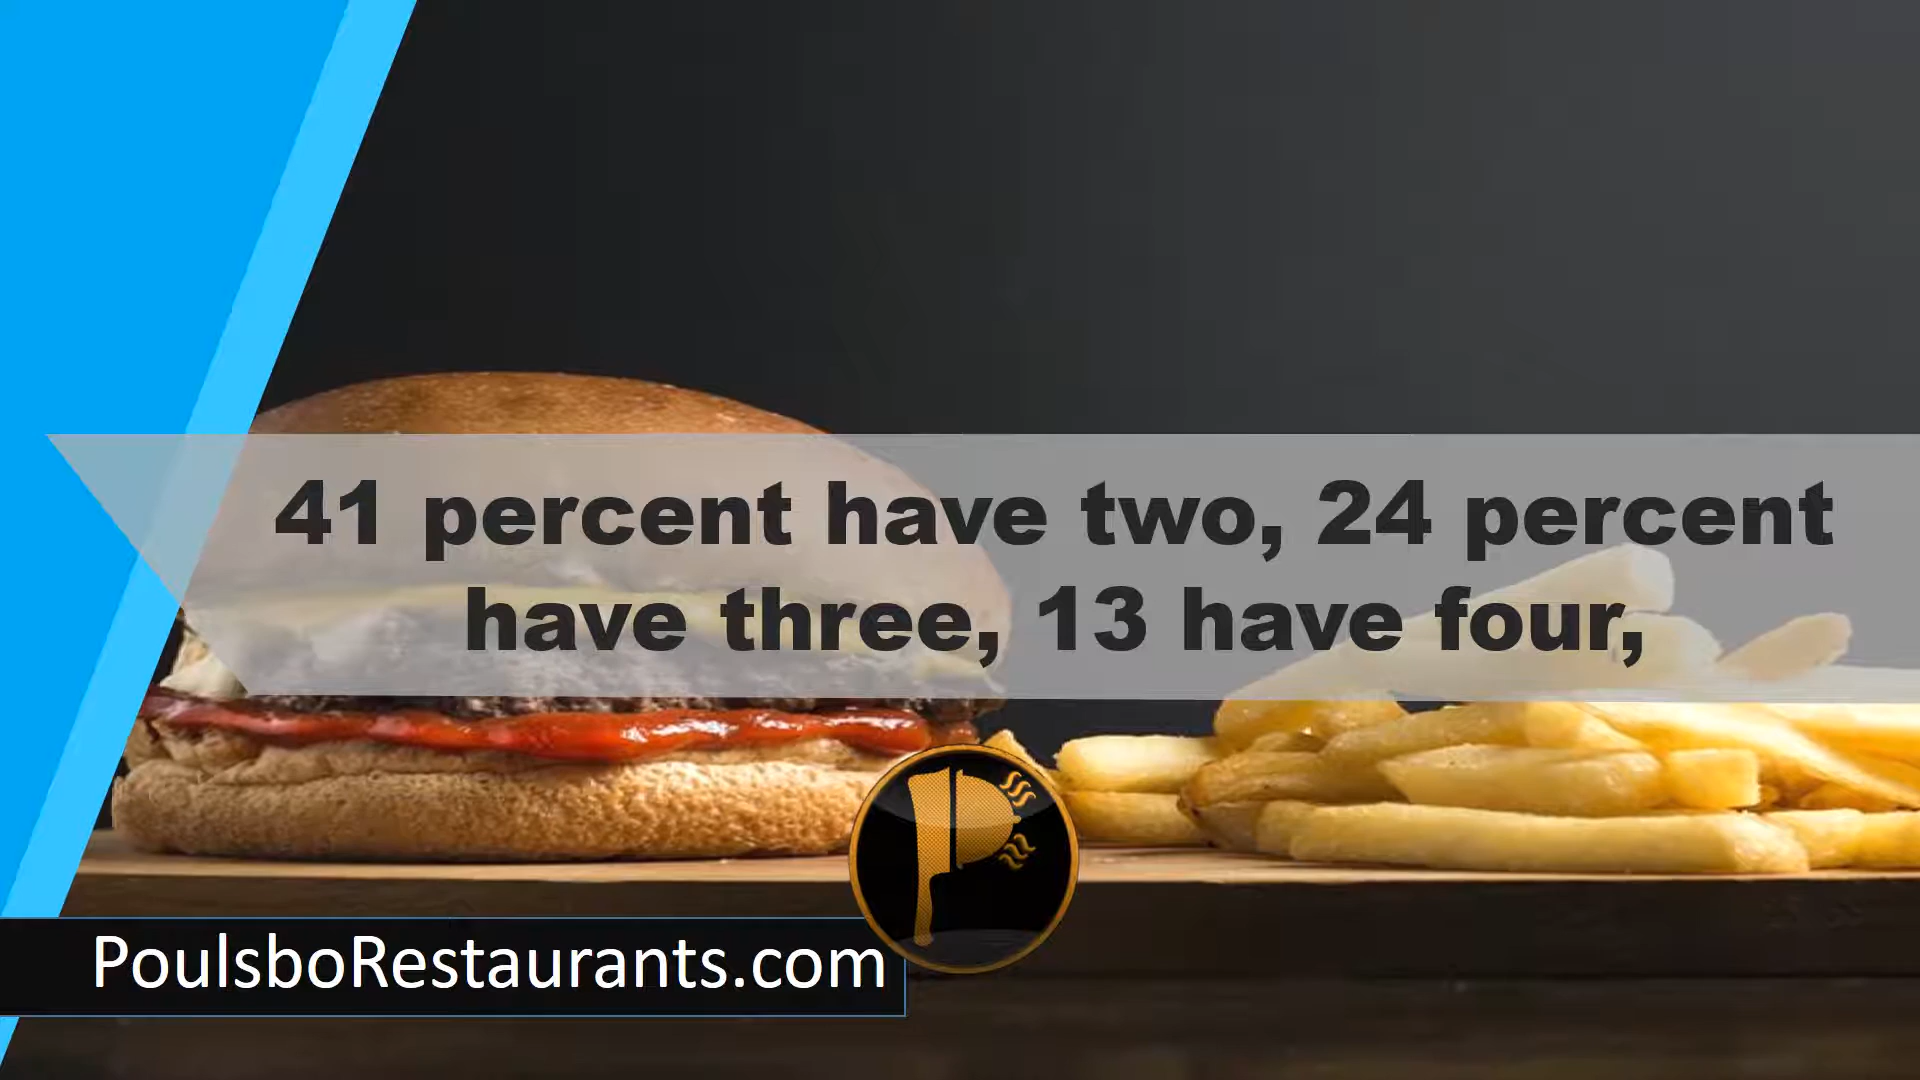 41 percent have two, 24 percent
have three, 13 have four,
PoulsboRestaurants.com